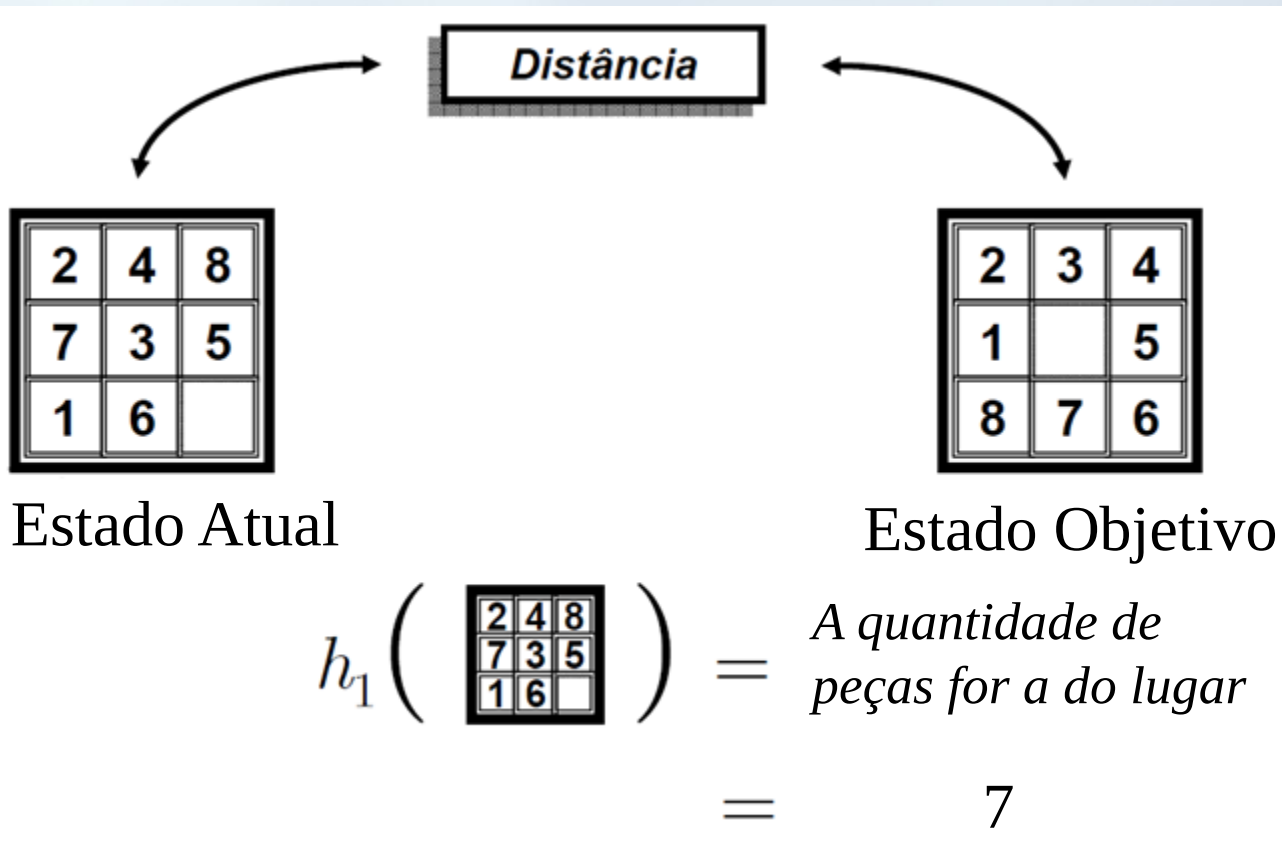 Distância
2 4 8
7 3 5
1 6
2 3 4
1 5
8 7 6
Estado Atual
Estado Objetivo
h₁( 2 4 8
7 3 5
1 6 ) = A quantidade de
peças for a do lugar
= 7